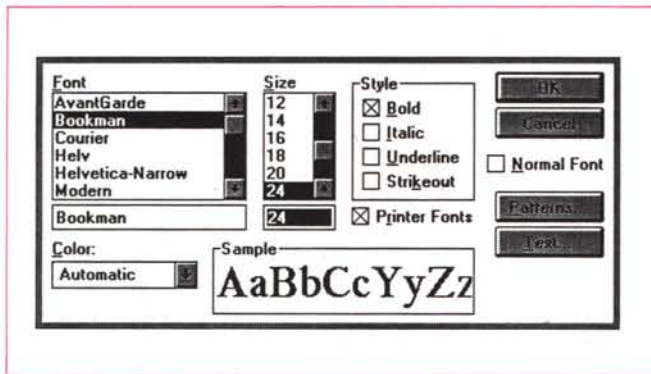 Font
AvantGarde
Bookman
Courier
Helv
Helvetica-Narrow
Modern
Bookman
Color:
Automatic
Size
12
14
16
18
20
24
24
Style
Bold
Italic
Underline
Strikeout
Printer Fonts
Sample
AaBbCcYyZz
OK
Cancel
Normal Font
Patterns...
Text...